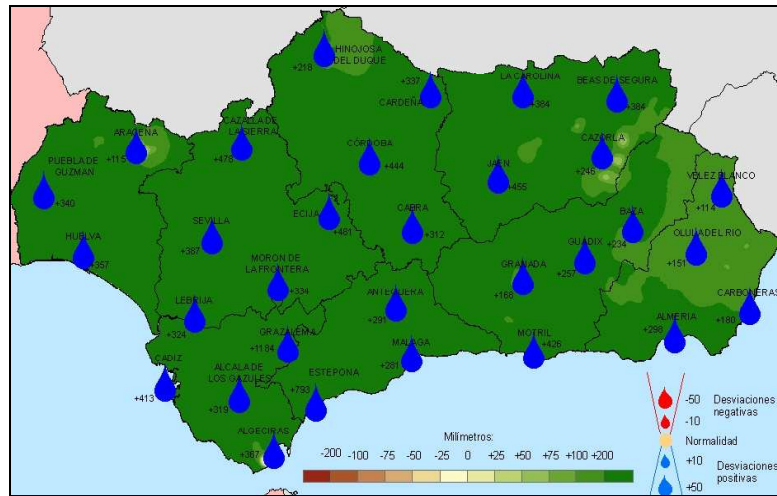 HINOJOSA
DEL DUQUE
+218
+337
CARDEÑA
LA CAROLINA
+384
BEAS DE SEGURA
+384
CAZALLA DE
LA SIERRA
+476
ARACENA
+115
CÓRDOBA
+444
CAZORLA
+246
JAEN
+455
PUEBLA DE
GUZMAN
+340
VELEZ BLANCO
+114
SEVILLA
+387
ECIJA
+481
CABRA
+312
BAZA
+234
HUELVA
+357
MORON DE
LA FRONTERA
+334
GUADIX
+257
OLULA DEL RIO
+151
GRANADA
+168
ANTEQUERA
+291
CARBONERAS
+180
LEBRIJA
+324
ALMERIA
+298
GRAZALEMA
+1184
MALAGA
+281
MOTRIL
+426
CADIZ
+413
ALCALA DE
LOS GAZULES
+319
ESTEPONA
+793
ALGECIRAS
+387
Milímetros:
-200 -100 -75 -50 -25 0 +25 +50 +75 +100 +200
-50 Desviaciones
-10 negativas
Normalidad
+10 Desviaciones
+50 positivas